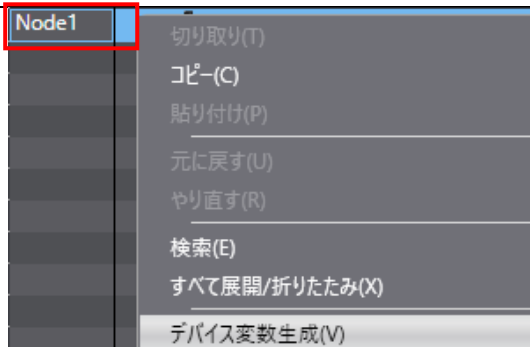 Node1
切り取り(T)
コピー(C)
貼り付け(P)
元に戻す(U)
やり直す(R)
検索(E)
すべて展開/折りたたみ(X)
デバイス変数生成(V)